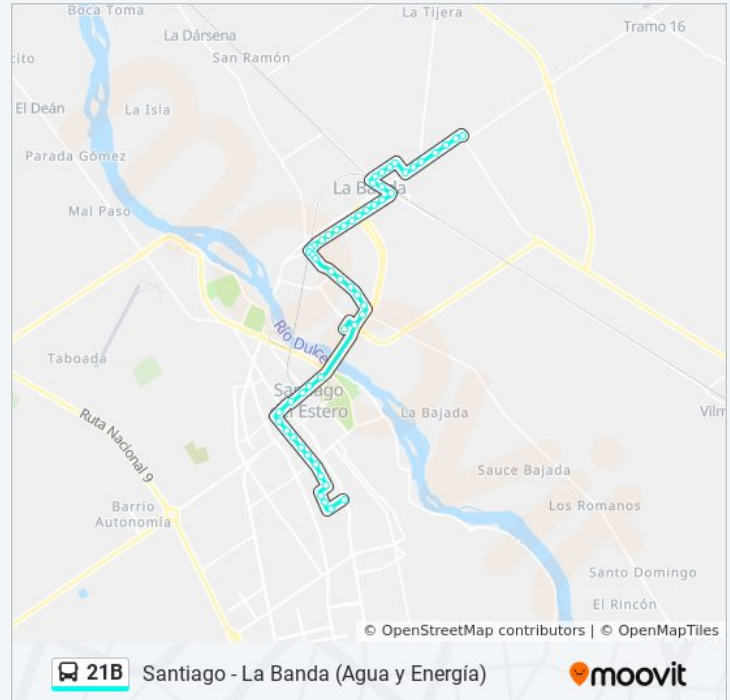 Boca Toma
La Tijera
La Dársena
Tramo 16
cito
San Ramón
El Deán
La Isla
Parada Gómez
La Banda
Mal Paso
Río Dulce
Taboada
Santiago
Estero
La Bajada
Vilm
Ruta Nacional 9
Sauce Bajada
Barrio
Autonomía
Los Romanos
Santo Domingo
El Rincón
© OpenStreetMap contributors | © OpenMapTiles
21B Santiago - La Banda (Agua y Energía)
moovit